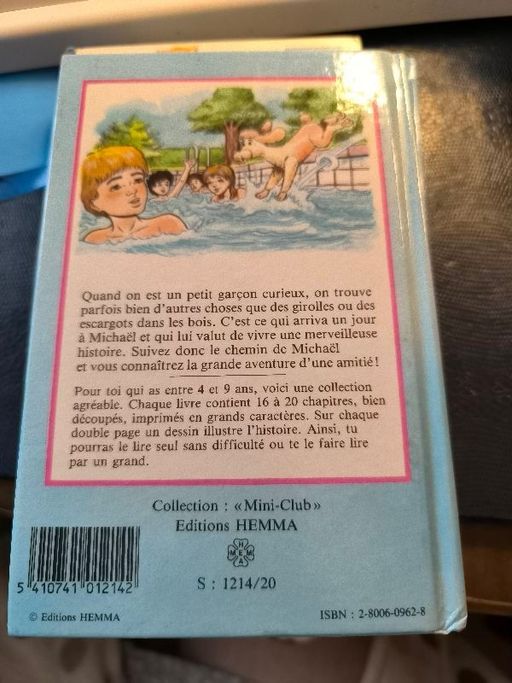 Quand on est un petit garçon curieux, on trouve
parfois bien d'autres choses que des girolles ou des
escargots dans les bois. C'est ce qui arriva un jour
à Michaël et qui lui valut de vivre une merveilleuse
histoire. Suivez donc le chemin de Michaël
et vous connaîtrez la grande aventure d'une amitié !
Pour toi qui as entre 4 et 9 ans, voici une collection
agréable. Chaque livre contient 16 à 20 chapitres, bien
découpés, imprimés en grands caractères. Sur chaque
double page un dessin illustre l'histoire. Ainsi, tu
pourras le lire seul sans difficulté ou te le faire lire
par un grand.
Collection : « Mini-Club »
Editions HEMMA
HEMMA
S : 1214/20
5 410741 012142
© Editions HEMMA
ISBN : 2-8006-0962-8